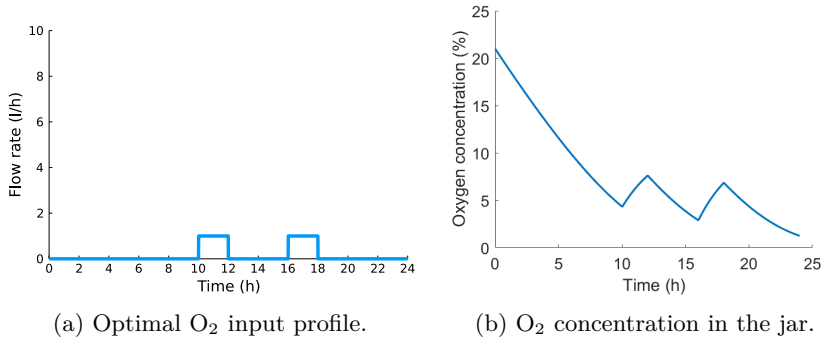 10
8
6
4
2
0
Flow rate (l/h)
0 2 4 6 8 10 12 14 16 18 20 22 24
Time (h)
(a) Optimal O₂ input profile.
25
20
15
10
5
0
Oxygen concentration (%)
0 5 10 15 20 25
Time (h)
(b) O₂ concentration in the jar.